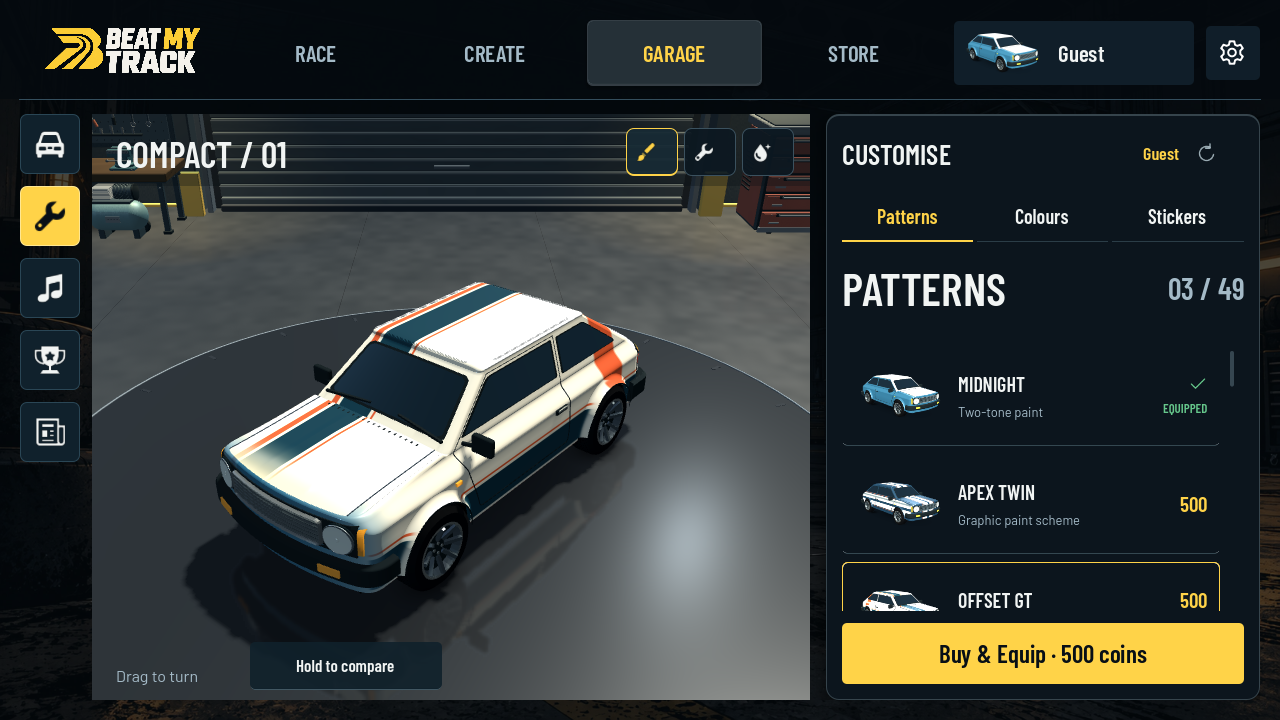 BEAT MY
TRACK
RACE
CREATE
GARAGE
STORE
Guest
COMPACT / 01
Drag to turn
Hold to compare
CUSTOMISE
Guest
Patterns
Colours
Stickers
PATTERNS
03 / 49
MIDNIGHT
Two-tone paint
EQUIPPED
APEX TWIN
Graphic paint scheme
500
OFFSET GT
500
Buy & Equip · 500 coins